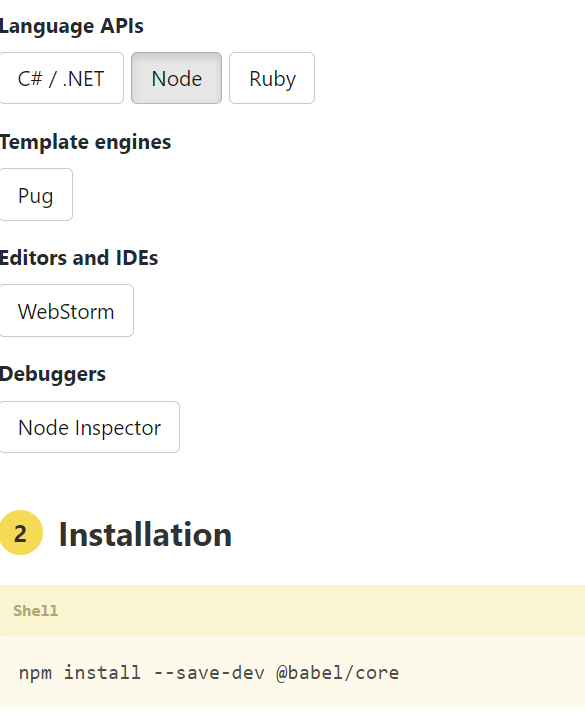 Language APIs
C# / .NET Node Ruby
Template engines
Pug
Editors and IDEs
WebStorm
Debuggers
Node Inspector
2 Installation
Shell
npm install --save-dev @babel/core